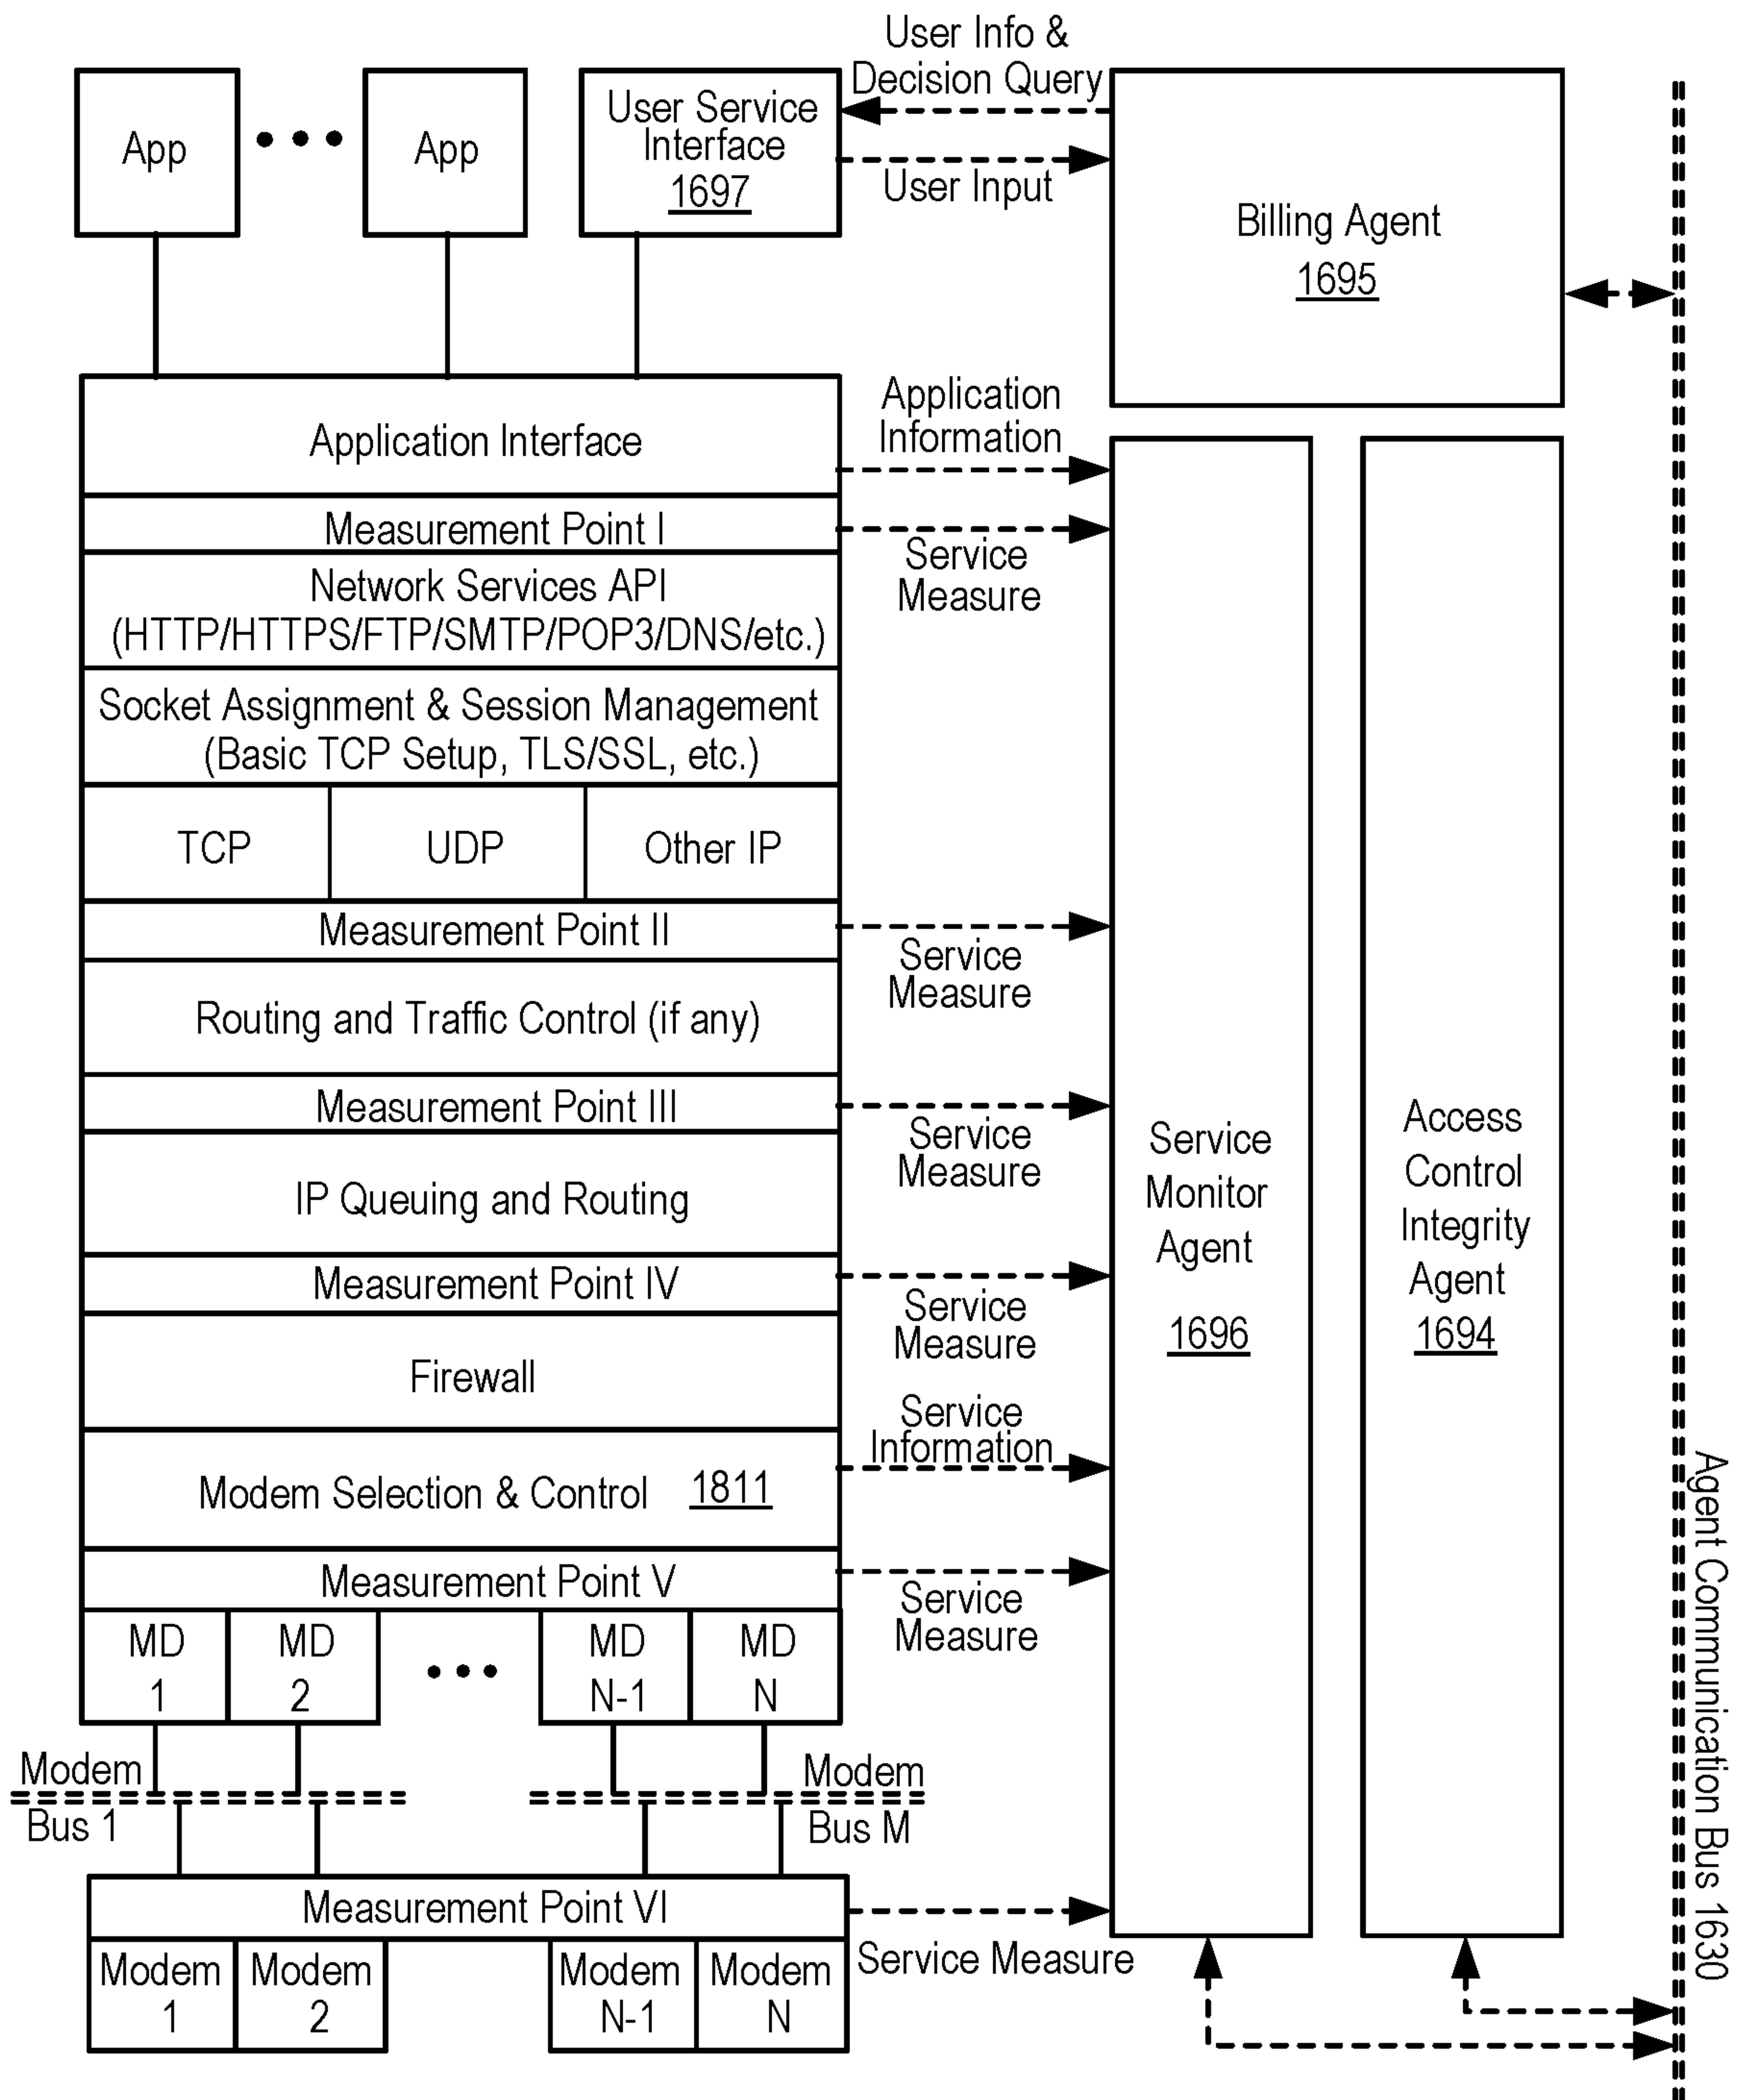 User Info &
Decision Query
App
App
User Service
Interface
1697
User Input
Billing Agent
1695
Application Interface
Application
Information
Measurement Point I
Service
Measure
Network Services API
(HTTP/HTTPS/FTP/SMTP/POP3/DNS/etc.)
Socket Assignment & Session Management
(Basic TCP Setup, TLS/SSL, etc.)
TCP
UDP
Other IP
Measurement Point II
Service
Measure
Routing and Traffic Control (if any)
Measurement Point III
Service
Measure
IP Queuing and Routing
Measurement Point IV
Service
Measure
Firewall
Service
Information
Modem Selection & Control 1811
Measurement Point V
Service
Measure
MD
1
MD
2
MD
N-1
MD
N
Modem
Bus 1
Modem
Bus M
Measurement Point VI
Service Measure
Modem
1
Modem
2
Modem
N-1
Modem
N
Service
Monitor
Agent
1696
Access
Control
Integrity
Agent
1694
Agent Communication Bus 1630